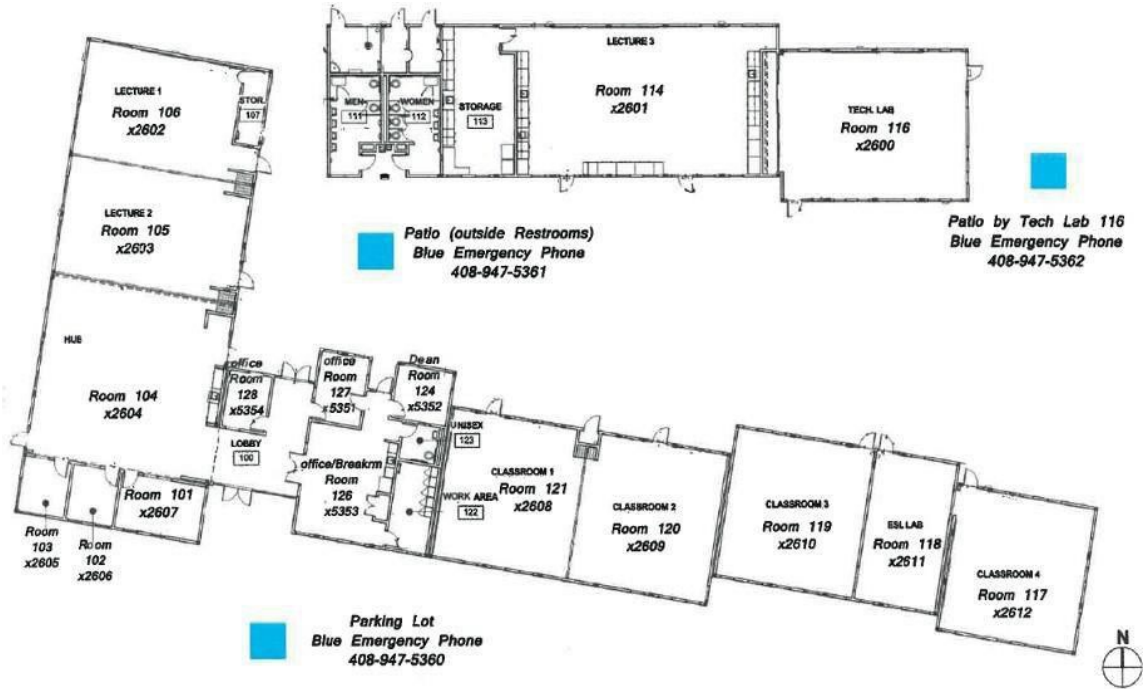 LECTURE 1
Room 106
x2602
STOR.
107
LECTURE 2
Room 105
x2603
HUB
Room 104
x2604
MEN
111
WOMEN
112
STORAGE
113
LECTURE 3
Room 114
x2601
TECH. LAB
Room 116
x2600
Patio (outside Restrooms)
Blue Emergency Phone
408-947-5361
Patio by Tech Lab 116
Blue Emergency Phone
408-947-5362
office
Room
128
x5354
office
Room
127
x5351
Dean
Room
124
x5352
LOBBY
100
UNISEX
123
office/Breakrm
Room
126
x5353
WORK AREA
122
CLASSROOM 1
Room 121
x2608
CLASSROOM 2
Room 120
x2609
CLASSROOM 3
Room 119
x2610
ESL LAB
Room 118
x2611
CLASSROOM 4
Room 117
x2612
Room 101
x2607
Room
103
x2605
Room
102
x2606
Parking Lot
Blue Emergency Phone
408-947-5360
N